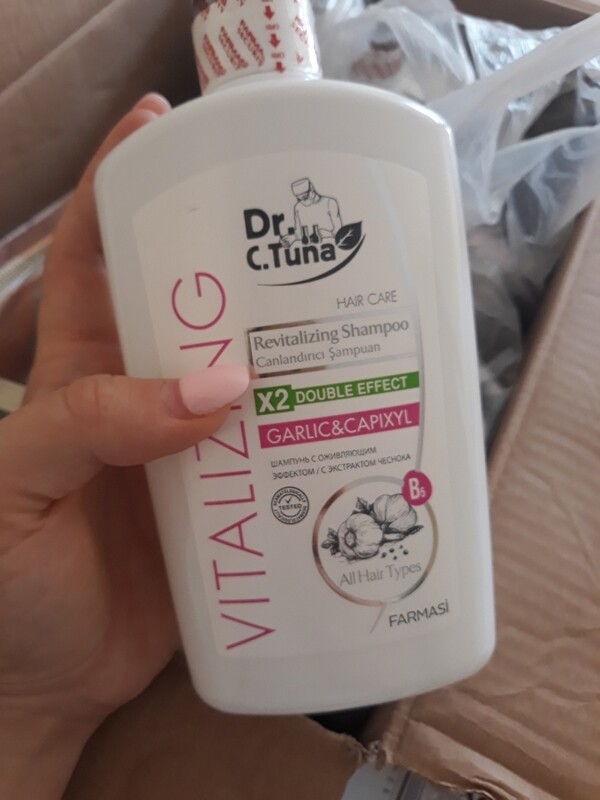 Dr.
C.Tuna
HAIR CARE
Revitalizing Shampoo
Canlandırıcı Şampuan
X2 DOUBLE EFFECT
GARLIC&CAPIXYL
ШАМПУНЬ С ОЖИВЛЯЮЩИМ
ЭФФЕКТОМ / С ЭКСТРАКТОМ ЧЕСНОКА
TESTED
B5
All Hair Types
FARMASİ